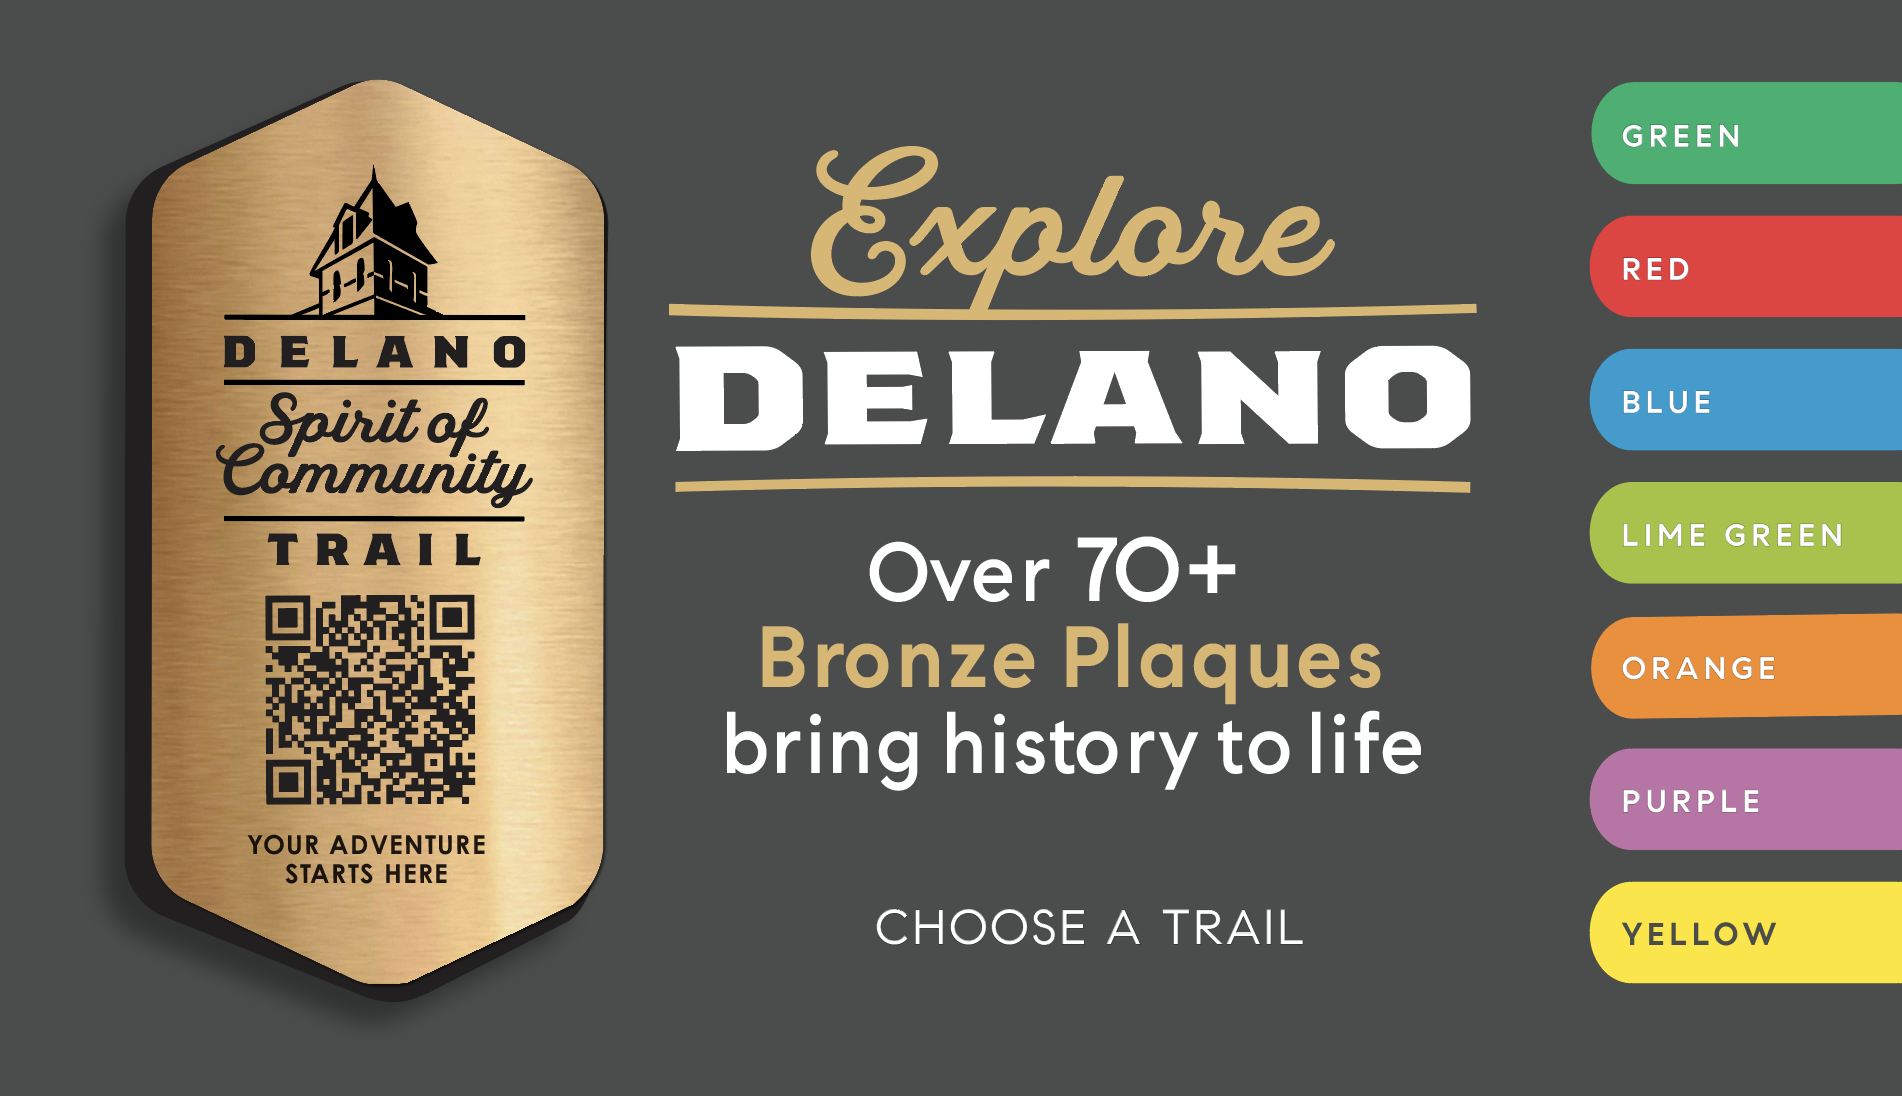 DELANO
Spirit of
Community
TRAIL
YOUR ADVENTURE
STARTS HERE
Explore
DELANO
Over 70+
Bronze Plaques
bring history to life
CHOOSE A TRAIL
GREEN
RED
BLUE
LIME GREEN
ORANGE
PURPLE
YELLOW